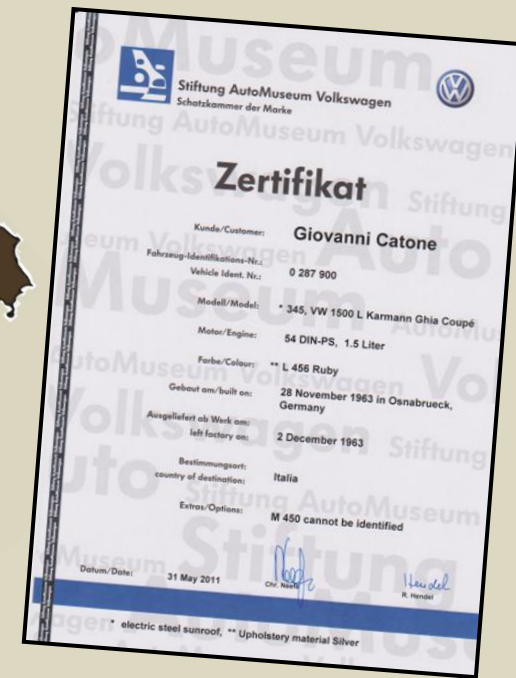 Stiftung AutoMuseum Volkswagen
Schatzkammer der Marke
Zertifikat
Kunde/Customer: Giovanni Catone
Fahrzeug-Identifikations-Nr.:
Vehicle Ident. Nr.: 0 287 900
Modell/Model: * 345, VW 1500 L Karmann Ghia Coupé
Motor/Engine: 54 DIN-PS, 1.5 Liter
Farbe/Colour: ** L 456 Ruby
Gebaut am/built on: 28 November 1963 in Osnabrueck,
Germany
Ausgeliefert ab Werk am:
left factory on: 2 December 1963
Bestimmungsort:
country of destination: Italia
Extras/Options: M 450 cannot be identified
Datum/Date: 31 May 2011
Chr. Neefe
R. Hendel
* electric steel sunroof, ** Upholstery material Silver